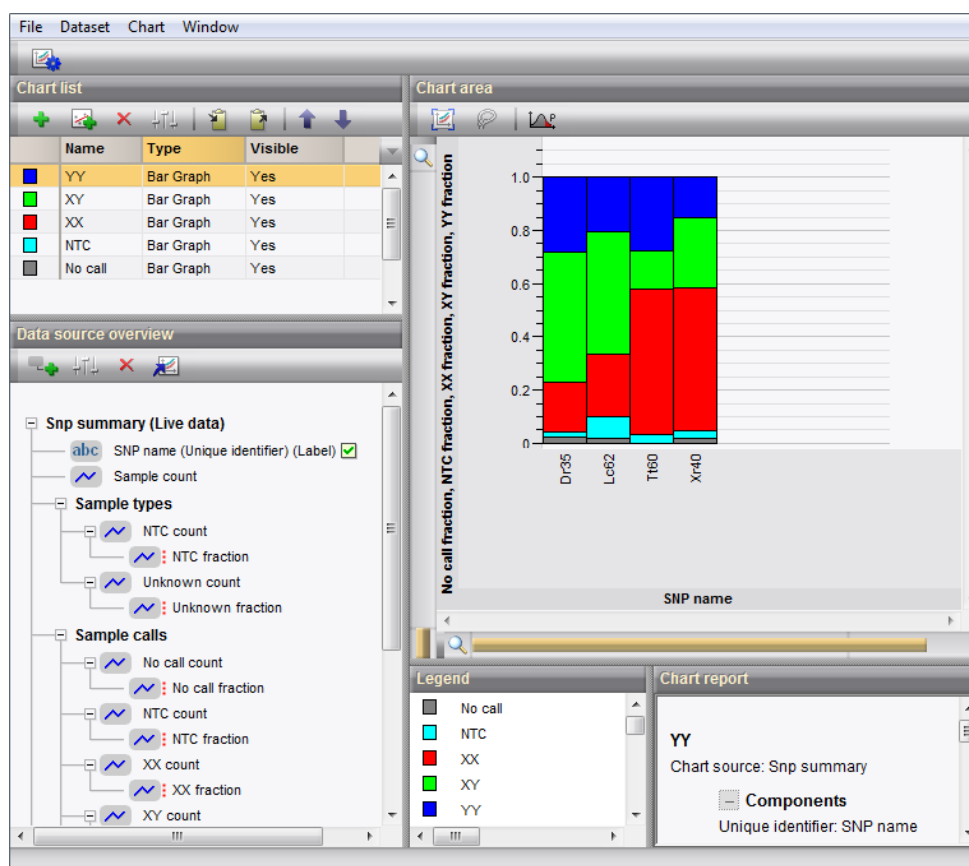 File Dataset Chart Window
Chart list
Name Type Visible
YY Bar Graph Yes
XY Bar Graph Yes
XX Bar Graph Yes
NTC Bar Graph Yes
No call Bar Graph Yes
Data source overview
Snp summary (Live data)
abc SNP name (Unique identifier) (Label)
Sample count
Sample types
NTC count
NTC fraction
Unknown count
Unknown fraction
Sample calls
No call count
No call fraction
NTC count
NTC fraction
XX count
XX fraction
XY count
Chart area
P
No call fraction, NTC fraction, XX fraction, XY fraction, YY fraction
1.0
0.8
0.6
0.4
0.2
0
Dr35 Lc62 Tt60 Xr40
SNP name
Legend
No call
NTC
XX
XY
YY
Chart report
YY
Chart source: Snp summary
Components
Unique identifier: SNP name